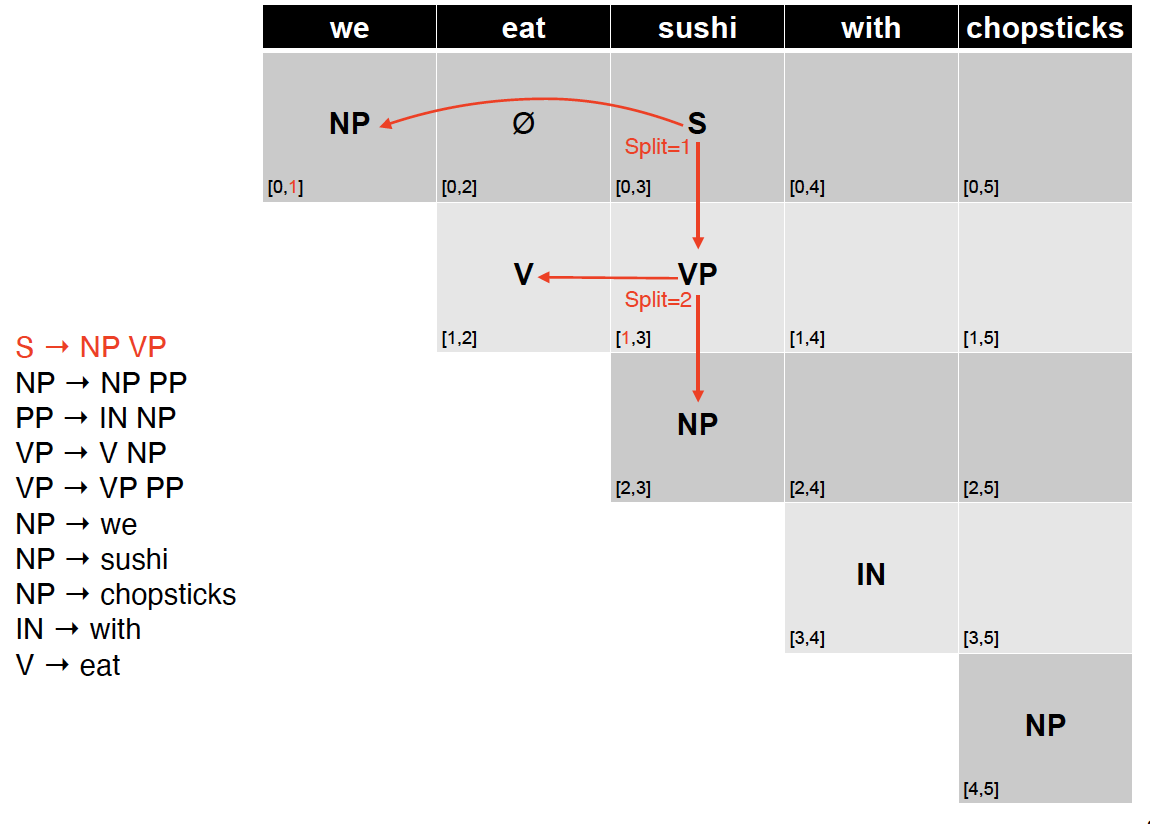 we eat sushi with chopsticks
NP Ø S
Split=1
[0,1] [0,2] [0,3] [0,4] [0,5]
V VP
Split=2
[1,2] [1,3] [1,4] [1,5]
NP
[2,3] [2,4] [2,5]
IN
[3,4] [3,5]
NP
[4,5]
S → NP VP
NP → NP PP
PP → IN NP
VP → V NP
VP → VP PP
NP → we
NP → sushi
NP → chopsticks
IN → with
V → eat